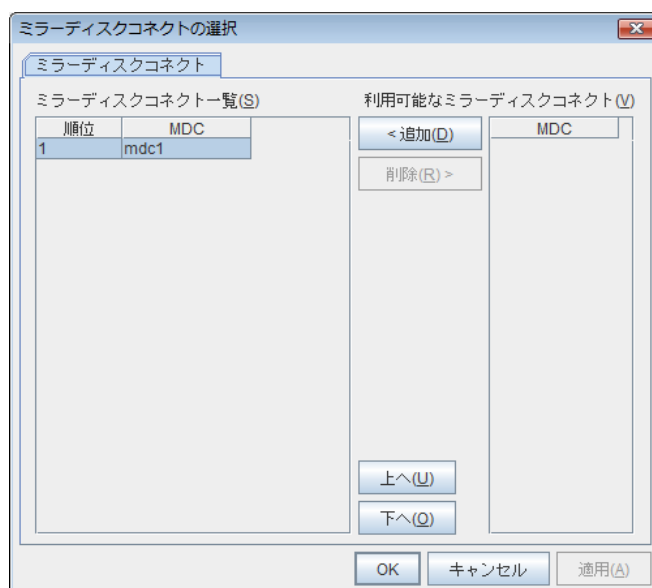 ミラーディスクコネクトの選択
ミラーディスクコネクト
ミラーディスクコネクト一覧(S)
利用可能なミラーディスクコネクト(V)
順位 MDC
1 mdc1
< 追加(D)
削除(R) >
MDC
上へ(U)
下へ(O)
OK キャンセル 適用(A)